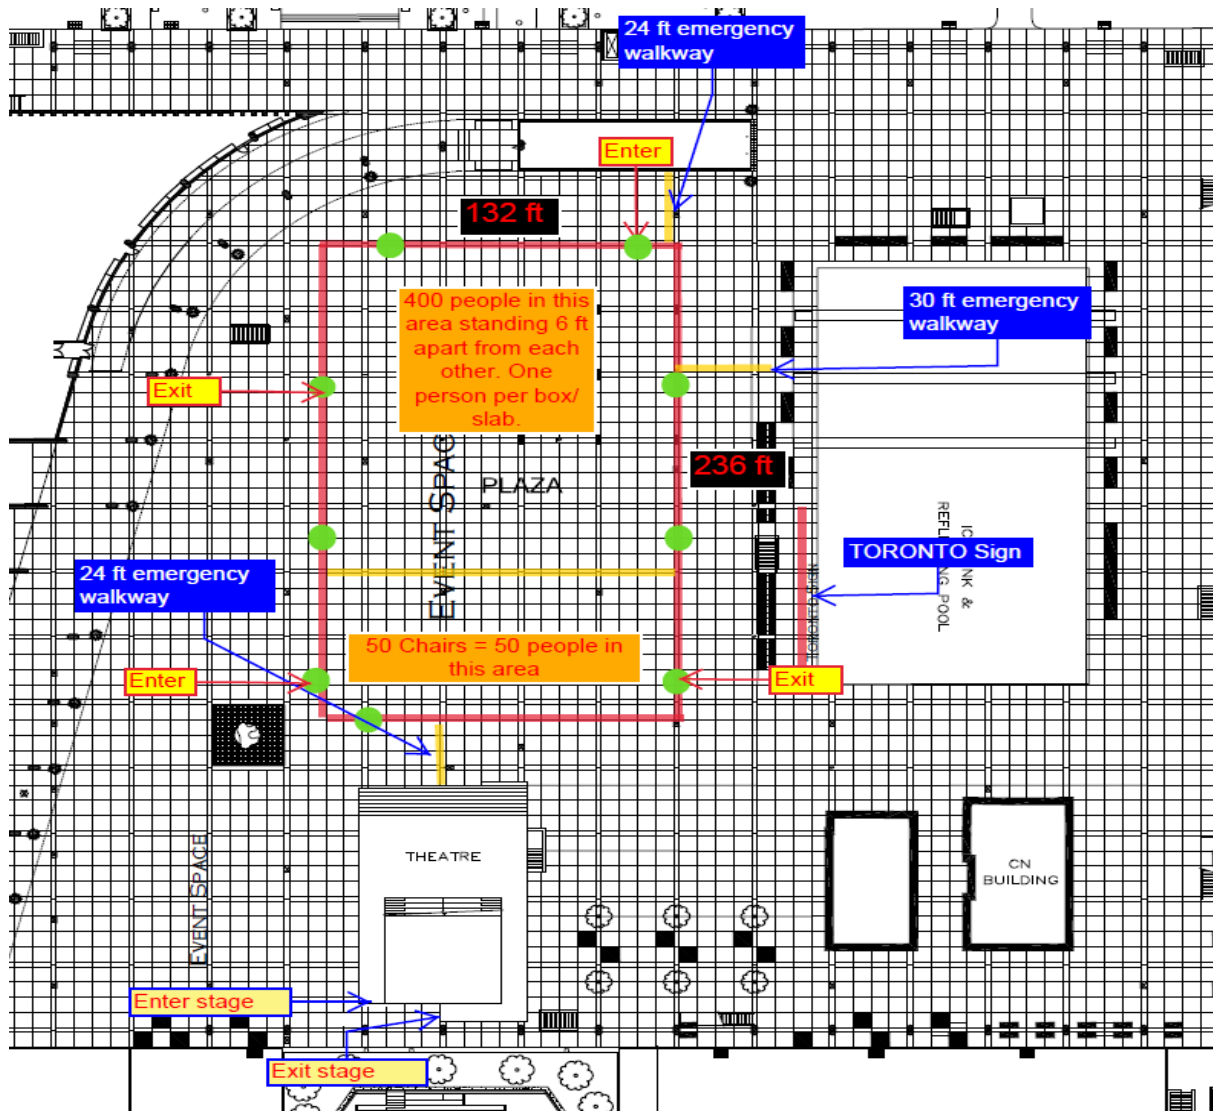 24 ft emergency
walkway
Enter
132 ft
400 people in this
area standing 6 ft
apart from each
other. One
person per box/
slab.
30 ft emergency
walkway
Exit
236 ft
EVENT SPACE
PLAZA
TORONTO Sign
TORONTO SIGN
24 ft emergency
walkway
50 Chairs = 50 people in
this area
Enter
Exit
THEATRE
CN
BUILDING
EVENT SPACE
Enter stage
Exit stage